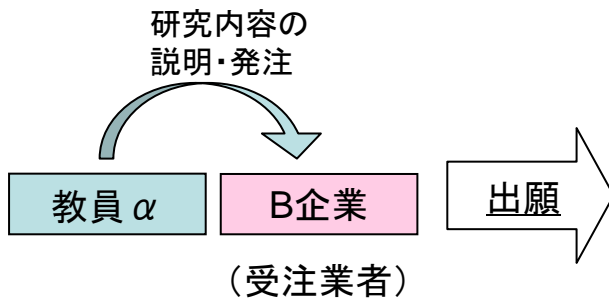 研究内容の
説明・発注
教員α
B企業
出願
（受注業者）